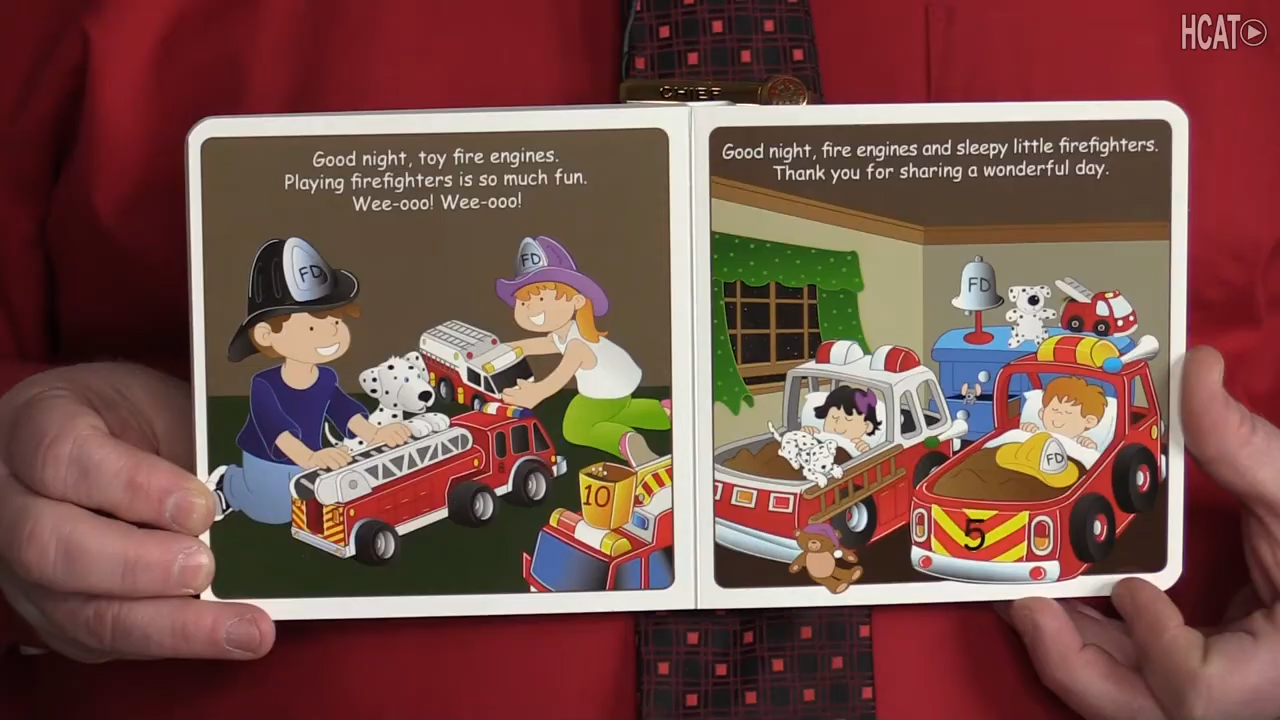 HCAT
CHIEF
Good night, toy fire engines.
Playing firefighters is so much fun.
Wee-ooo! Wee-ooo!
FD
FD
10
Good night, fire engines and sleepy little firefighters.
Thank you for sharing a wonderful day.
FD
FD
5